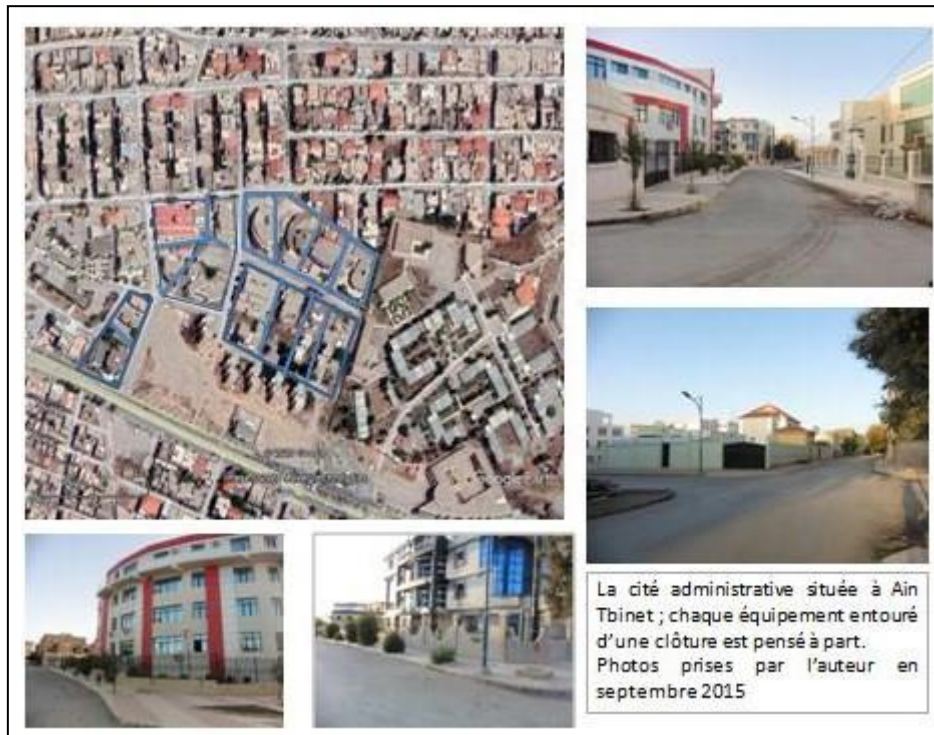 La cité administrative située à Ain
Tbinet ; chaque équipement entouré
d’une clôture est pensé à part.
Photos prises par l’auteur en
septembre 2015